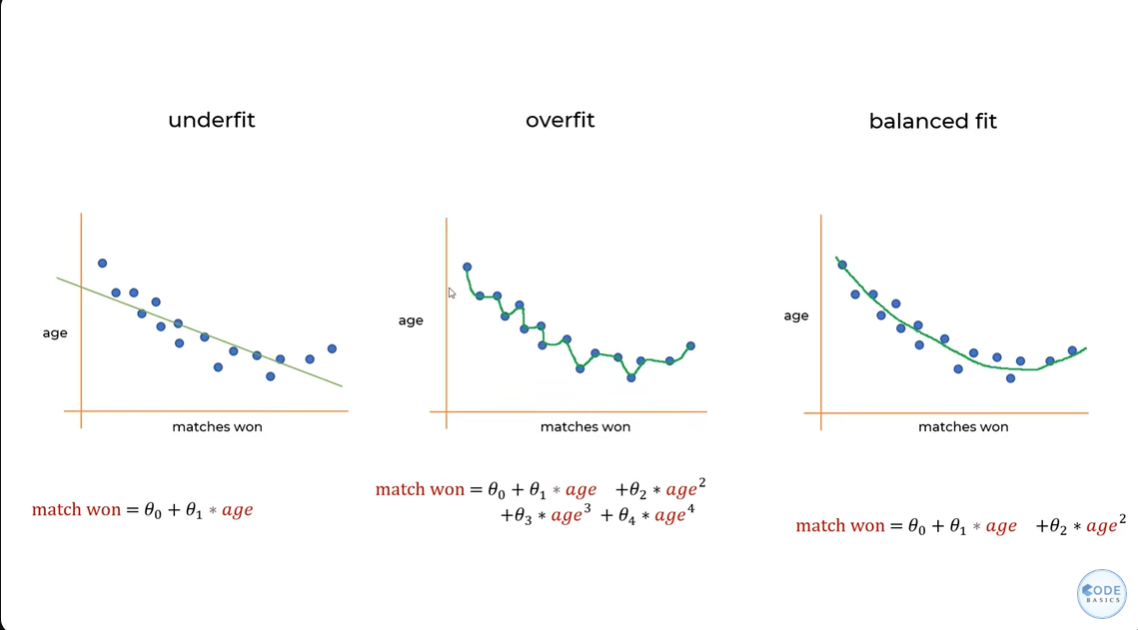 underfit
overfit
balanced fit
age
matches won
age
matches won
age
matches won
match won = θ₀ + θ₁ * age
match won = θ₀ + θ₁ * age +θ₂ * age²
+θ₃ * age³ + θ₄ * age⁴
match won = θ₀ + θ₁ * age +θ₂ * age²
CODE
BASICS